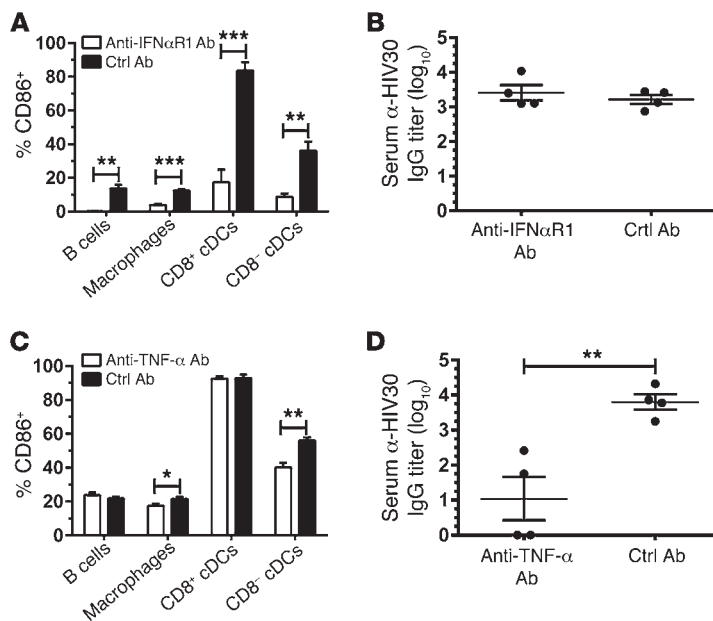 A
Anti-IFNαR1 Ab
Ctrl Ab
% CD86+
100
80
60
40
20
0
**
***
***
**
B cells
Macrophages
CD8+ cDCs
CD8− cDCs
B
Serum α-HIV30
IgG titer (log10)
5
4
3
2
1
0
Anti-IFNαR1
Ab
Crtl Ab
C
Anti-TNF-α Ab
Ctrl Ab
% CD86+
100
80
60
40
20
0
*
**
B cells
Macrophages
CD8+ cDCs
CD8− cDCs
D
Serum α-HIV30
IgG titer (log10)
5
4
3
2
1
0
**
Anti-TNF-α
Ab
Ctrl Ab